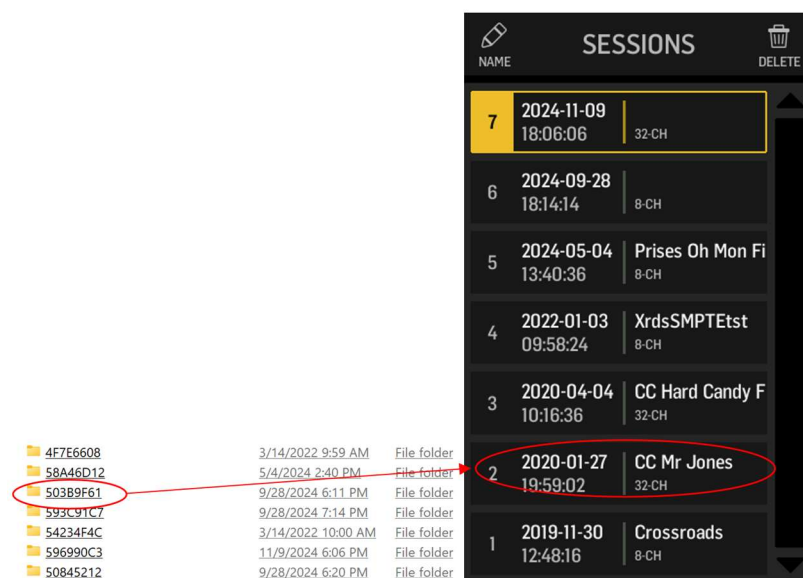 NAME
SESSIONS
DELETE
7 2024-11-09
18:06:06 32-CH
6 2024-09-28
18:14:14 8-CH
5 2024-05-04 Prises Oh Mon Fi
13:40:36 8-CH
4 2022-01-03 XrdsSMPTEtst
09:58:24 8-CH
3 2020-04-04 CC Hard Candy F
10:16:36 32-CH
2 2020-01-27 CC Mr Jones
19:59:02 32-CH
1 2019-11-30 Crossroads
12:48:16 8-CH
4F7E6608 3/14/2022 9:59 AM File folder
58A46D12 5/4/2024 2:40 PM File folder
503B9F61 9/28/2024 6:11 PM File folder
593C91C7 9/28/2024 7:14 PM File folder
54234F4C 3/14/2022 10:00 AM File folder
596990C3 11/9/2024 6:06 PM File folder
50845212 9/28/2024 6:20 PM File folder